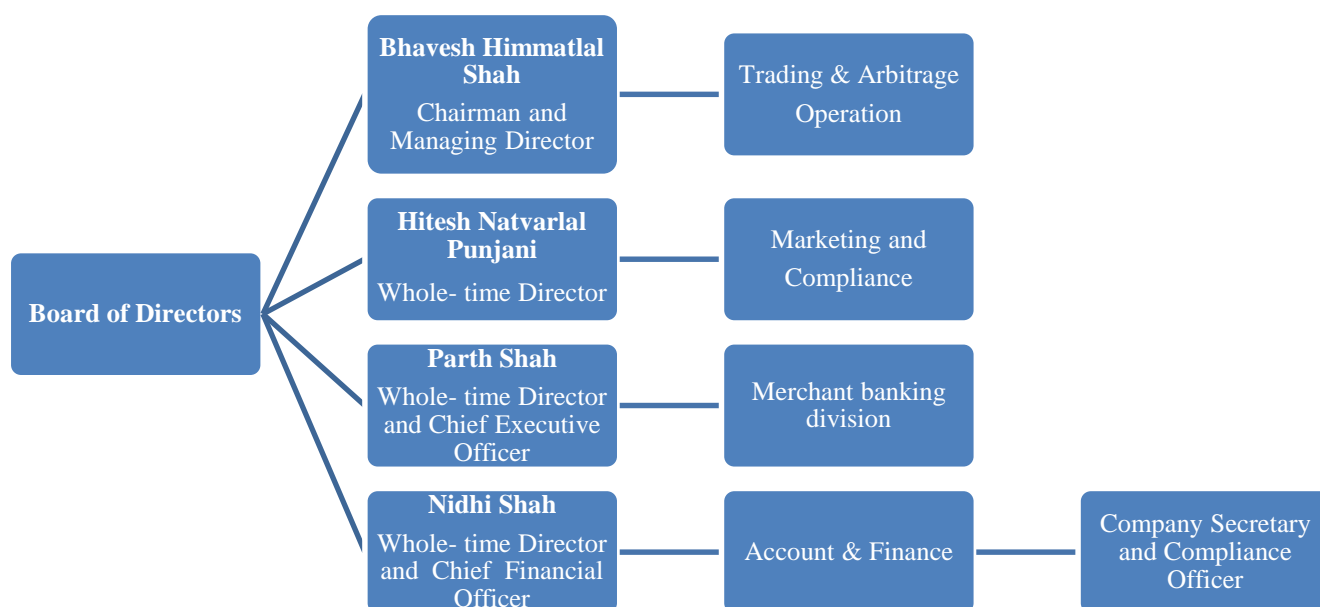 Bhavesh Himmatlal
Shah
Chairman and
Managing Director
Trading & Arbitrage
Operation
Hitesh Natvarlal
Punjani
Whole- time Director
Marketing and
Compliance
Board of Directors
Parth Shah
Whole- time Director
and Chief Executive
Officer
Merchant banking
division
Nidhi Shah
Whole- time Director
and Chief Financial
Officer
Account & Finance
Company Secretary
and Compliance
Officer